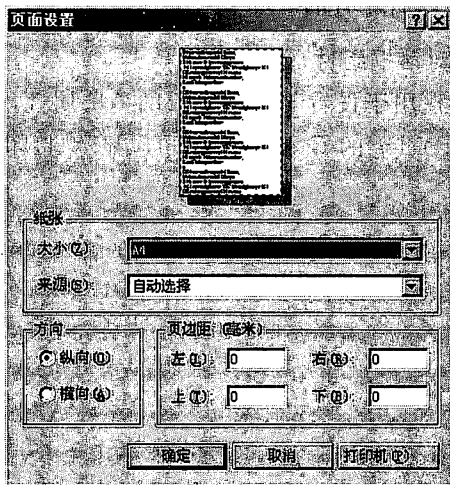 页面设置
纸张
大小(Z): A4
来源(S): 自动选择
方向
纵向(O)
横向(A)
页边距 (毫米)
左(L): 0 右(R): 0
上(T): 0 下(B): 0
确定 取消 打印机(P)